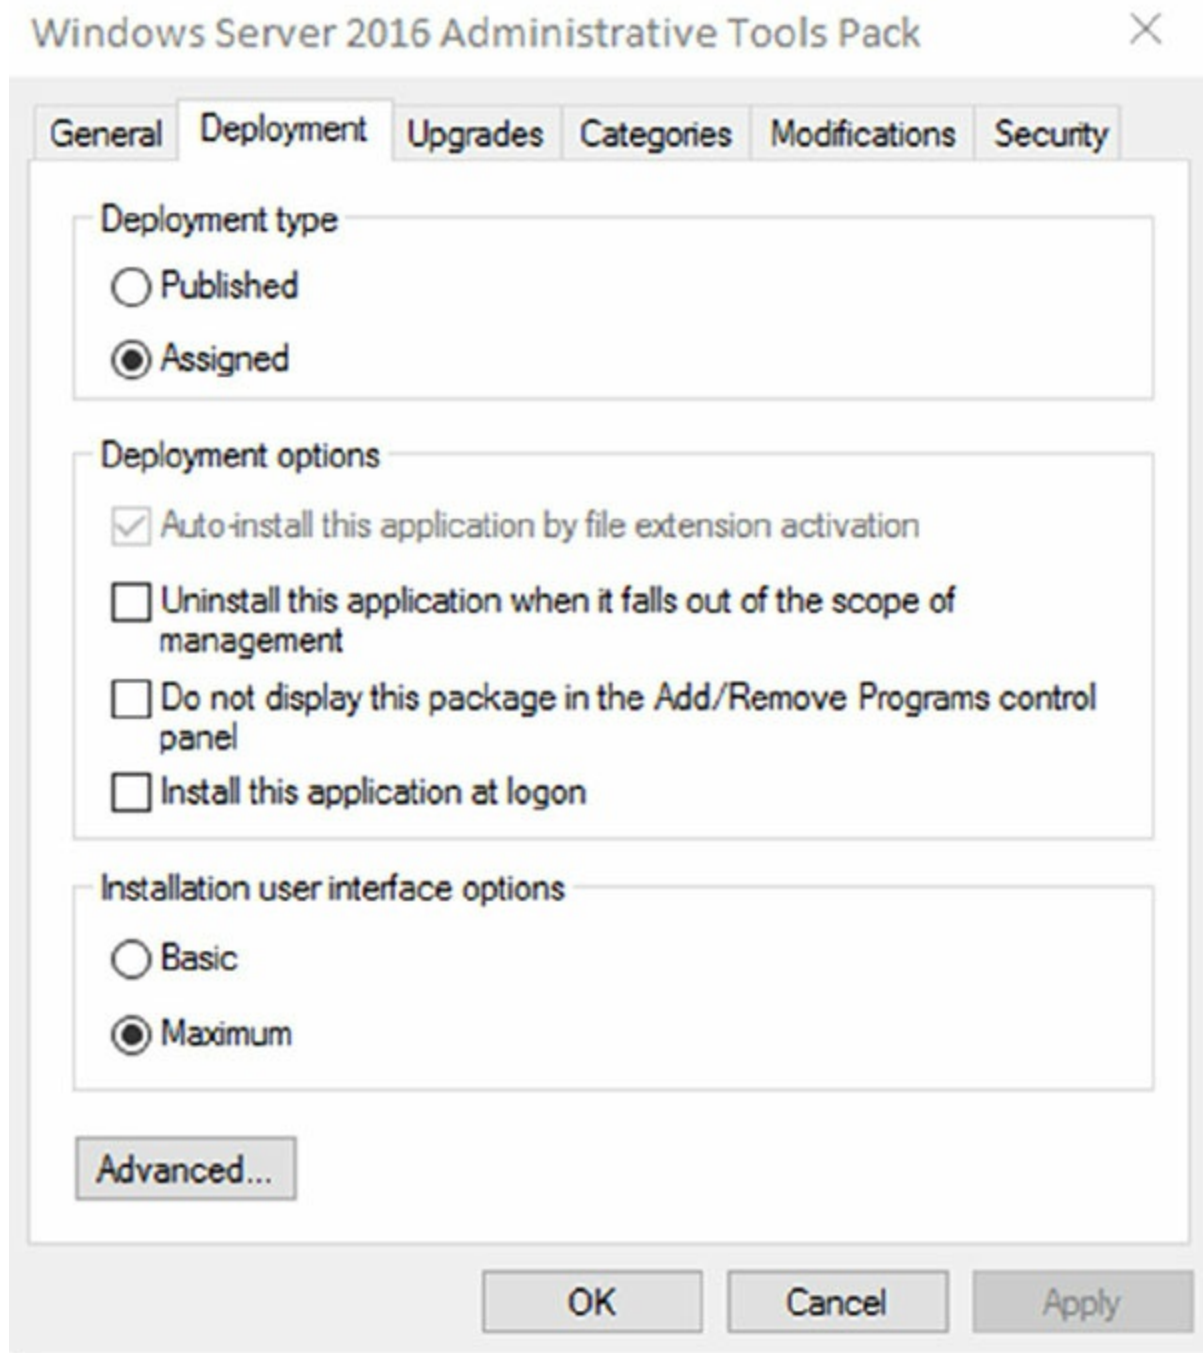 Windows Server 2016 Administrative Tools Pack
General Deployment Upgrades Categories Modifications Security
Deployment type
Published
Assigned
Deployment options
Auto-install this application by file extension activation
Uninstall this application when it falls out of the scope of
management
Do not display this package in the Add/Remove Programs control
panel
Install this application at logon
Installation user interface options
Basic
Maximum
Advanced...
OK Cancel Apply